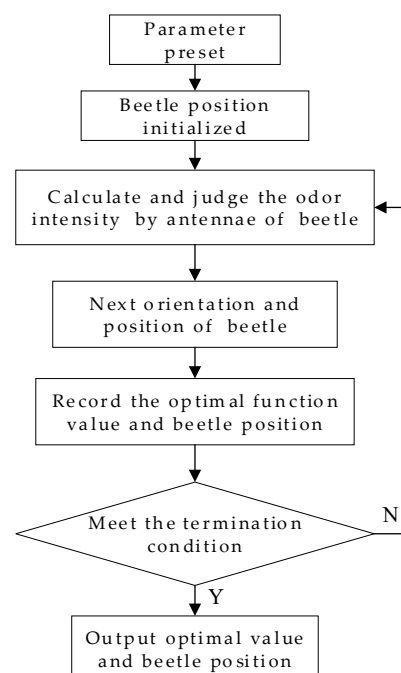 Parameter
preset
Beetle position
initialized
Calculate and judge the odor
intensity by antennae of beetle
Next orientation and
position of beetle
Record the optimal function
value and beetle position
Meet the termination
condition
N
Y
Output optimal value
and beetle position